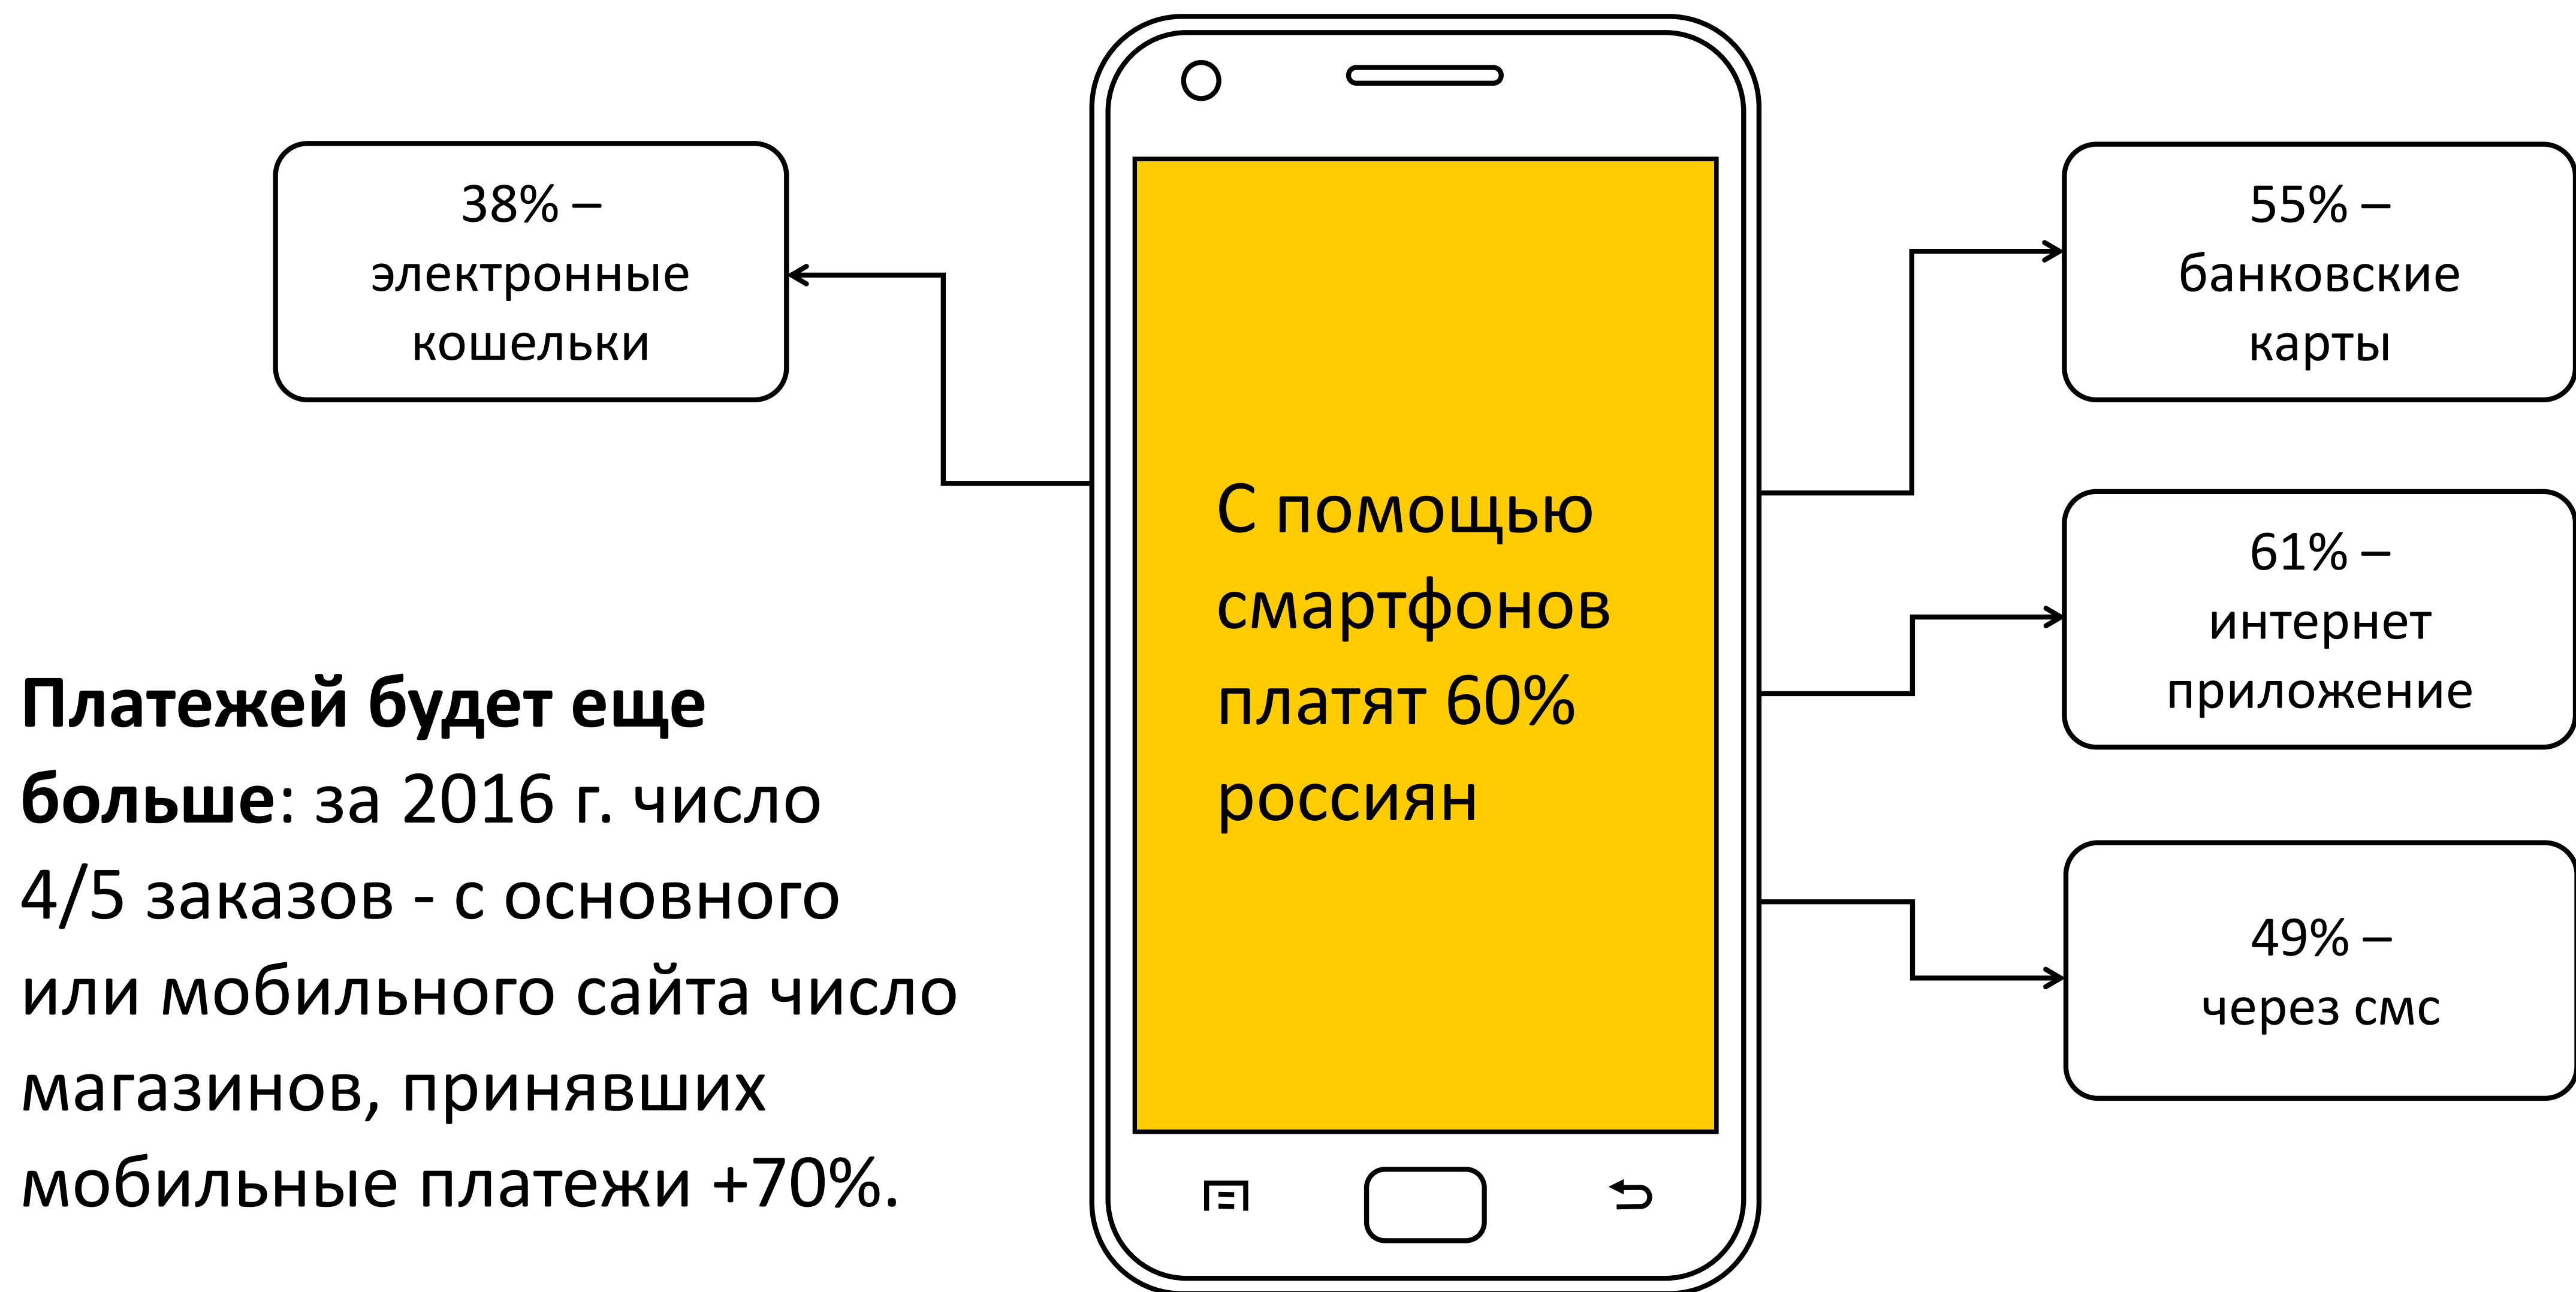 38% –
электронные
кошельки
Платежей будет еще
больше: за 2016 г. число
4/5 заказов - с основного
или мобильного сайта число
магазинов, принявших
мобильные платежи +70%.
С помощью
смартфонов
платят 60%
россиян
55% –
банковские
карты
61% –
интернет
приложение
49% –
через смс